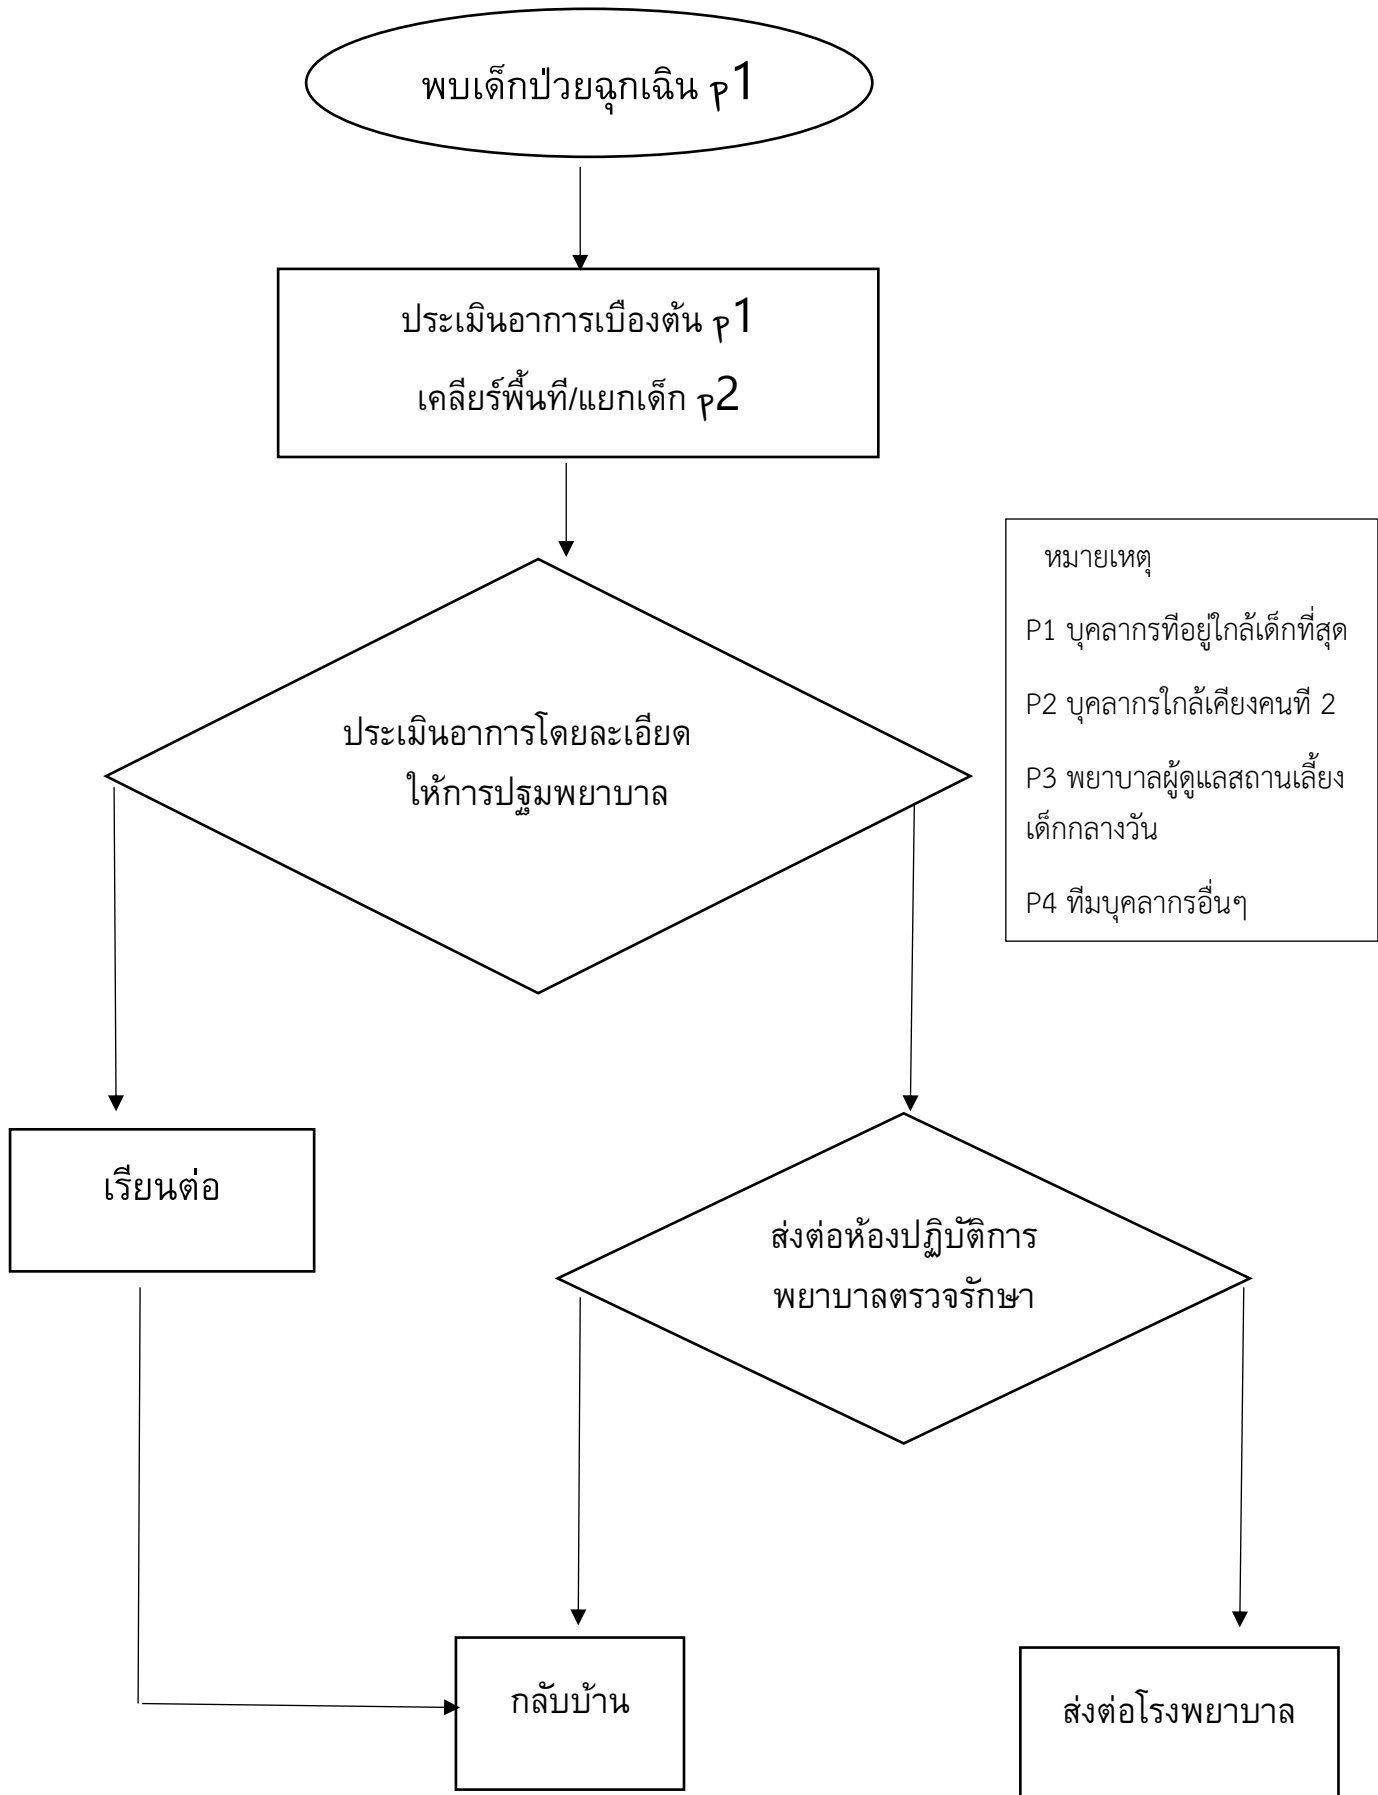 พบเด็กป่วยฉุกเฉิน p1
ประเมินอาการเบืองต้น p1
เคลียร์พื้นที/แยกเด็ก p2
หมายเหตุ
P1 บุคลากรทีอยู่ใกล้เด็กที่สุด
P2 บุคลากรใกล้เคียงคนที 2
P3 พยาบาลผู้ดูแลสถานเลี้ยง
เด็กกลางวัน
P4 ทีมบุคลากรอื่นๆ
ประเมินอาการโดยละเอียด
ให้การปฐมพยาบาล
เรียนต่อ
ส่งต่อห้องปฏิบัติการ
พยาบาลตรวจรักษา
กลับบ้าน
ส่งต่อโรงพยาบาล